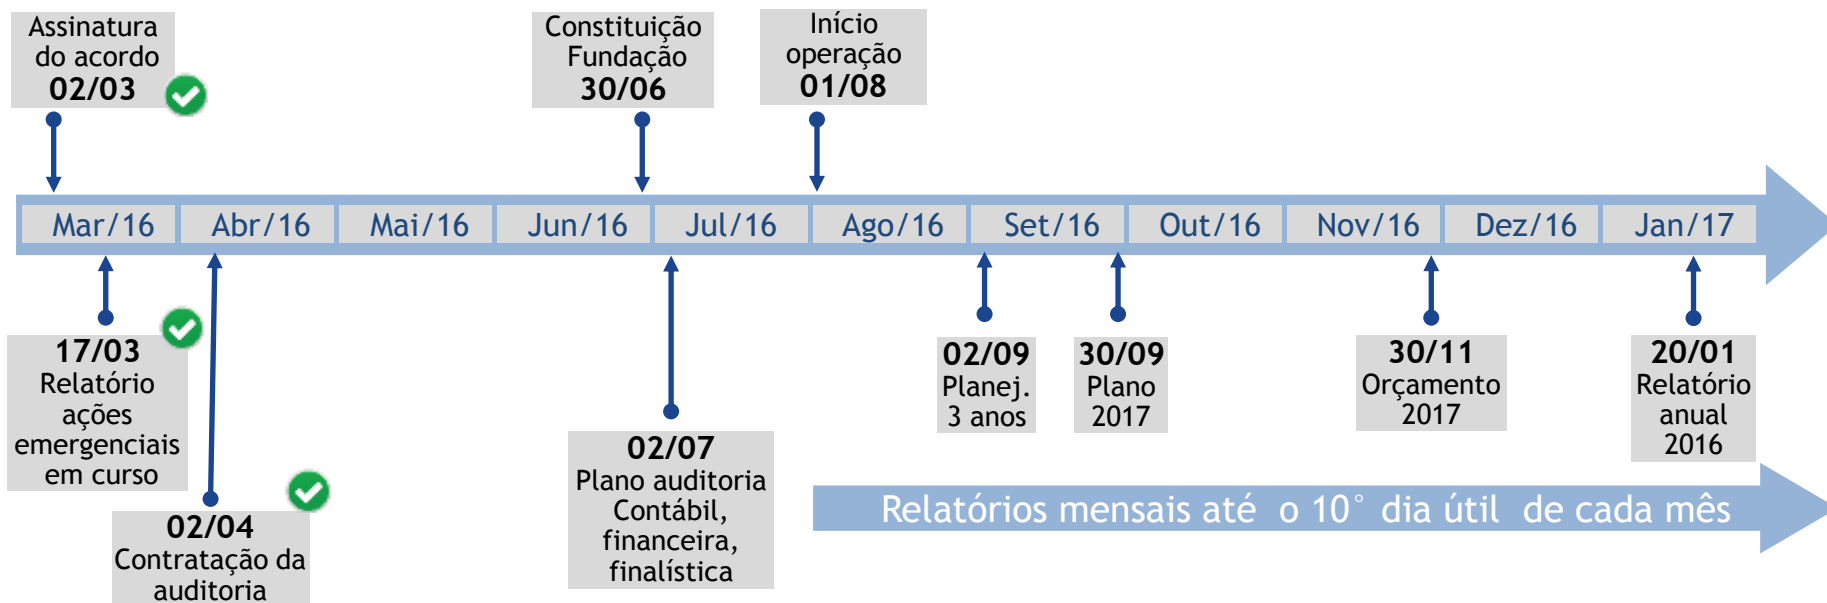 Assinatura
do acordo
02/03
Constituição
Fundação
30/06
Início
operação
01/08
Mar/16
Abr/16
Mai/16
Jun/16
Jul/16
Ago/16
Set/16
Out/16
Nov/16
Dez/16
Jan/17
17/03
Relatório
ações
emergenciais
em curso
02/04
Contratação da
auditoria
02/07
Plano auditoria
Contábil,
financeira,
finalística
02/09
Planej.
3 anos
30/09
Plano
2017
30/11
Orçamento
2017
20/01
Relatório
anual
2016
Relatórios mensais até o 10° dia útil de cada mês